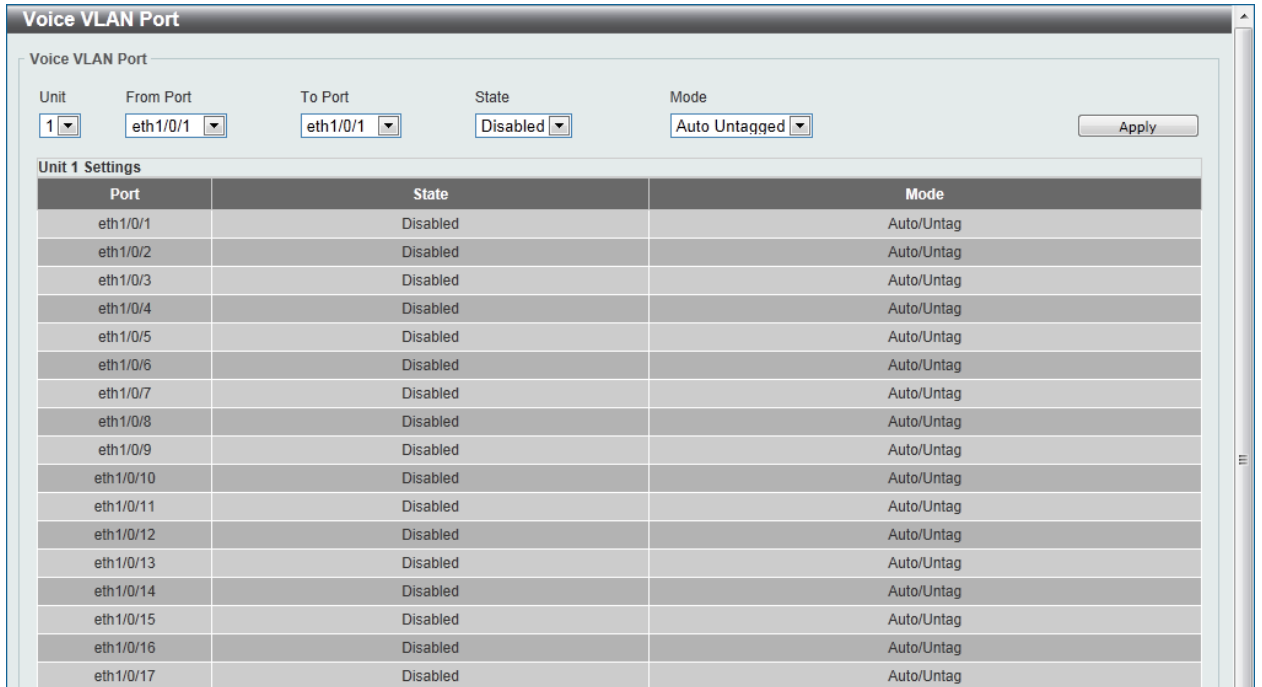 Voice VLAN Port
Voice VLAN Port
Unit From Port To Port State Mode
1 eth1/0/1 eth1/0/1 Disabled Auto Untagged Apply
Unit 1 Settings
Port State Mode
eth1/0/1 Disabled Auto/Untag
eth1/0/2 Disabled Auto/Untag
eth1/0/3 Disabled Auto/Untag
eth1/0/4 Disabled Auto/Untag
eth1/0/5 Disabled Auto/Untag
eth1/0/6 Disabled Auto/Untag
eth1/0/7 Disabled Auto/Untag
eth1/0/8 Disabled Auto/Untag
eth1/0/9 Disabled Auto/Untag
eth1/0/10 Disabled Auto/Untag
eth1/0/11 Disabled Auto/Untag
eth1/0/12 Disabled Auto/Untag
eth1/0/13 Disabled Auto/Untag
eth1/0/14 Disabled Auto/Untag
eth1/0/15 Disabled Auto/Untag
eth1/0/16 Disabled Auto/Untag
eth1/0/17 Disabled Auto/Untag